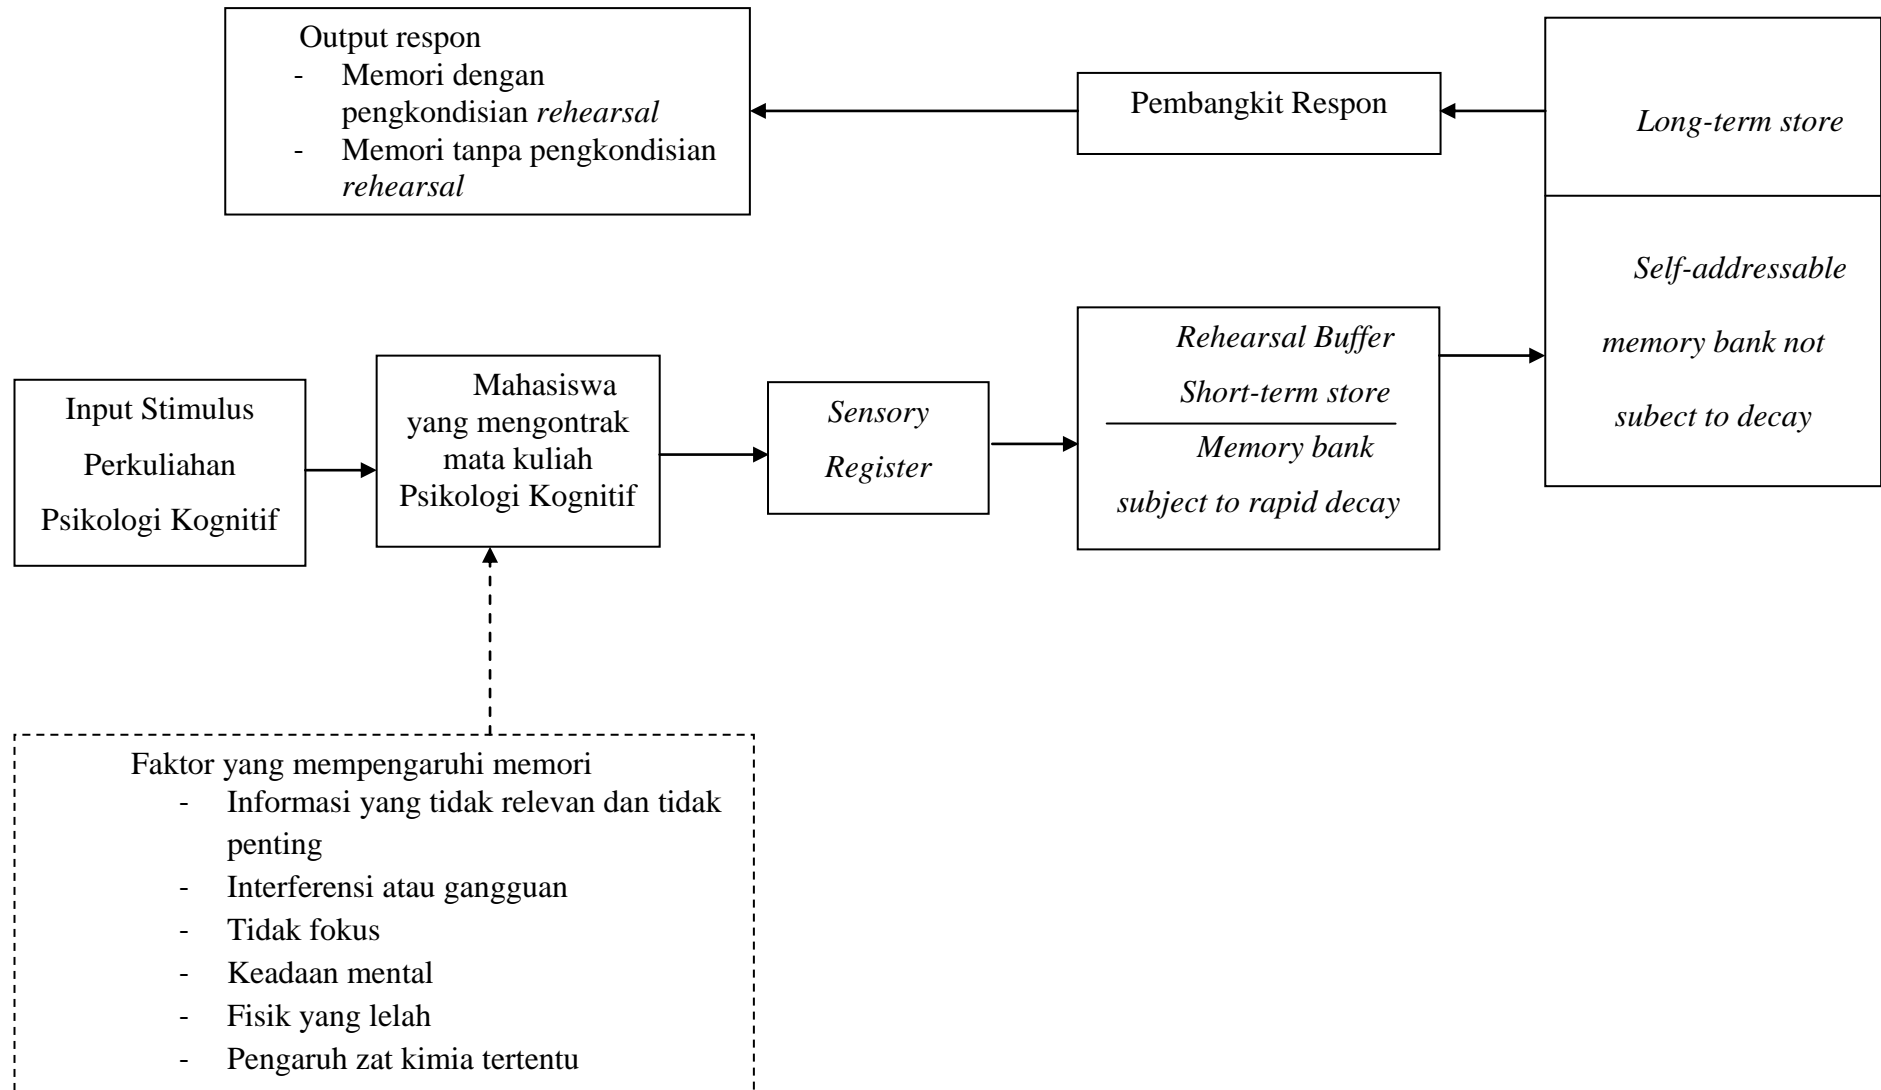 Output respon
- Memori dengan
pengkondisian rehearsal
- Memori tanpa pengkondisian
rehearsal
Pembangkit Respon
Long-term store
Self-addressable
memory bank not
subect to decay
Rehearsal Buffer
Short-term store
Memory bank
subject to rapid decay
Sensory
Register
Mahasiswa
yang mengontrak
mata kuliah
Psikologi Kognitif
Input Stimulus
Perkuliahan
Psikologi Kognitif
Faktor yang mempengaruhi memori
- Informasi yang tidak relevan dan tidak
penting
- Interferensi atau gangguan
- Tidak fokus
- Keadaan mental
- Fisik yang lelah
- Pengaruh zat kimia tertentu